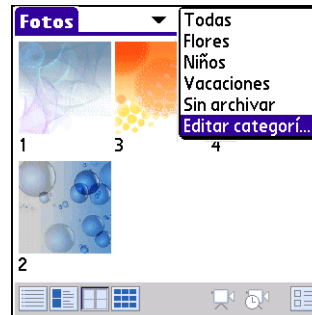 Fotos
Todas
Flores
Niños
Vacaciones
Sin archivar
Editar categorí...
1
3
4
2